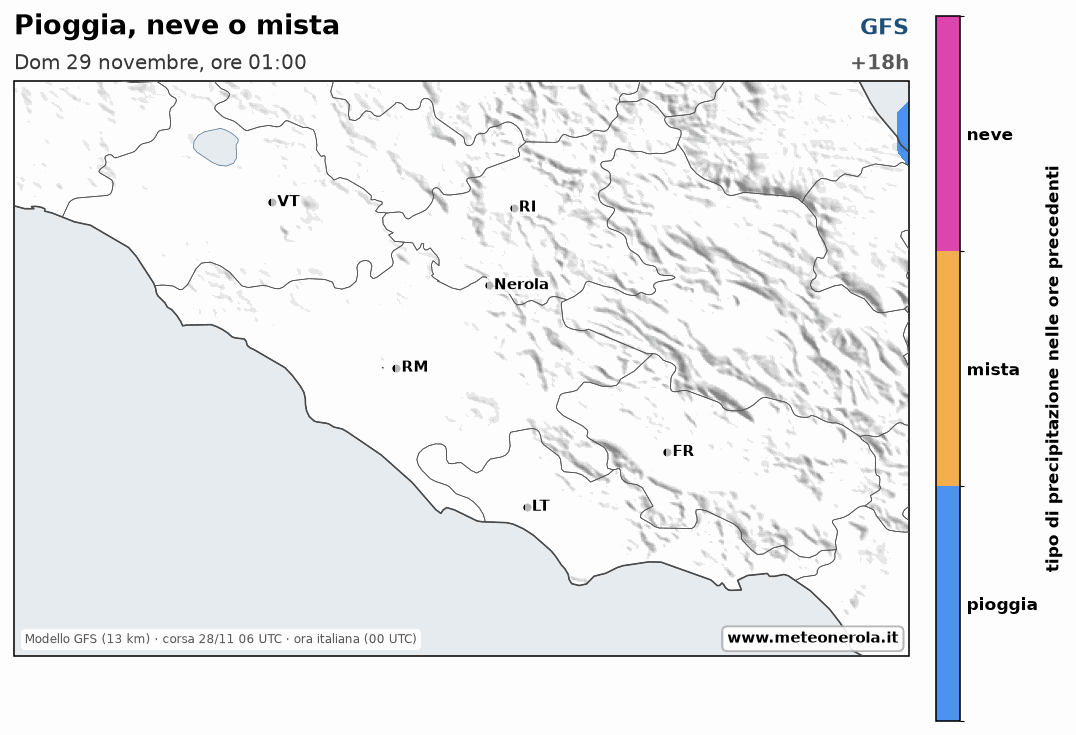 Pioggia, neve o mista
GFS
Dom 29 novembre, ore 01:00
+18h
neve
mista
pioggia
tipo di precipitazione nelle ore precedenti
VT
RI
Nerola
RM
FR
LT
Modello GFS (13 km) · corsa 28/11 06 UTC · ora italiana (00 UTC)
www.meteonerola.it